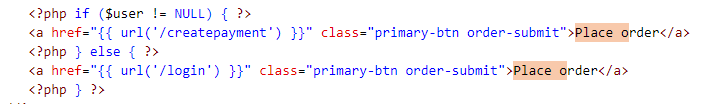 <?php if ($user != NULL) { ?>
<a href="{{ url('/createpayment') }}" class="primary-btn order-submit">Place order</a>
<?php } else { ?>
<a href="{{ url('/login') }}" class="primary-btn order-submit">Place order</a>
<?php } ?>